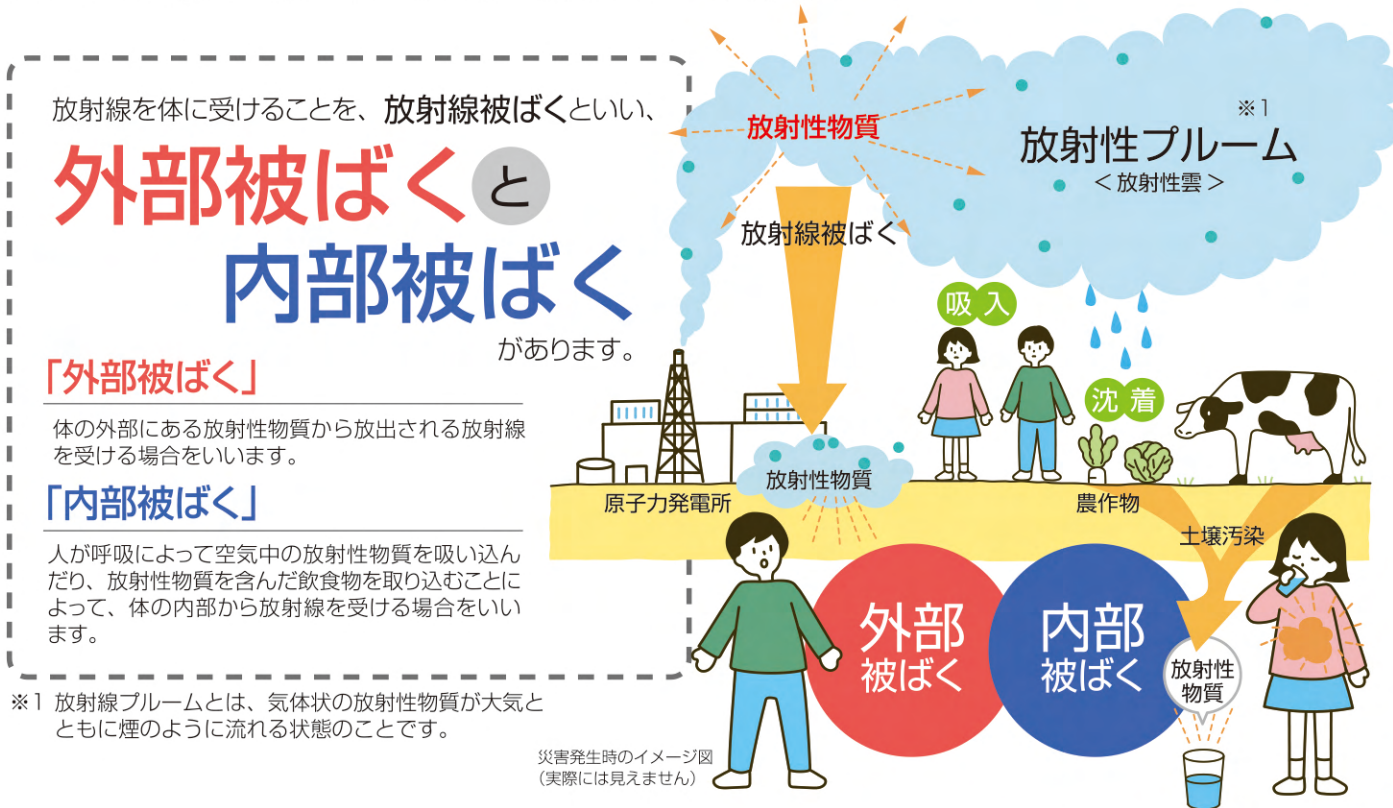 放射線を体に受けることを、放射線被ばくといい、
外部被ばくと
内部被ばく
があります。
「外部被ばく」
体の外部にある放射性物質から放出される放射線
を受ける場合をいいます。
「内部被ばく」
人が呼吸によって空気中の放射性物質を吸い込ん
だり、放射性物質を含んだ飲食物を取り込むことに
よって、体の内部から放射線を受ける場合をいい
ます。
※1 放射線プルームとは、気体状の放射性物質が大気と
ともに煙のように流れる状態のことです。
放射性物質
※1
放射性プルーム
＜放射性雲＞
放射線被ばく
吸入
沈着
放射性物質
原子力発電所
農作物
土壌汚染
外部
被ばく
内部
被ばく
放射性
物質
災害発生時のイメージ図
（実際には見えません）